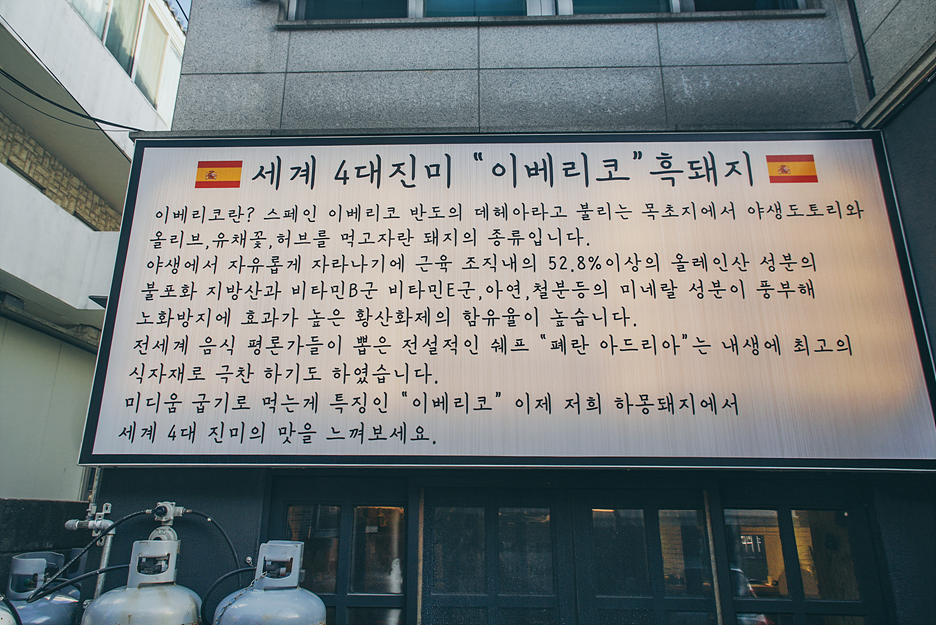 세계 4대진미 "이베리코"흑돼지
이베리코란? 스페인 이베리코 반도의 데헤아라고 불리는 목초지에서 야생도토리와
올리브,유채꽃,허브를 먹고자란 돼지의 종류입니다.
야생에서 자유롭게 자라나기에 근육 조직내의 52.8%이상의 올레인산 성분의
불포화 지방산과 비타민B군 비타민E군,아연,철분등의 미네랄 성분이 풍부해
노화방지에 효과가 높은 황산화제의 함유율이 높습니다.
전세계 음식 평론가들이 뽑은 전설적인 쉐프 "페란 아드리아"는 내생에 최고의
식자재로 극찬 하기도 하였습니다.
미디움 굽기로 먹는게 특징인 "이베리코" 이제 저희 하몽돼지에서
세계 4대 진미의 맛을 느껴보세요.